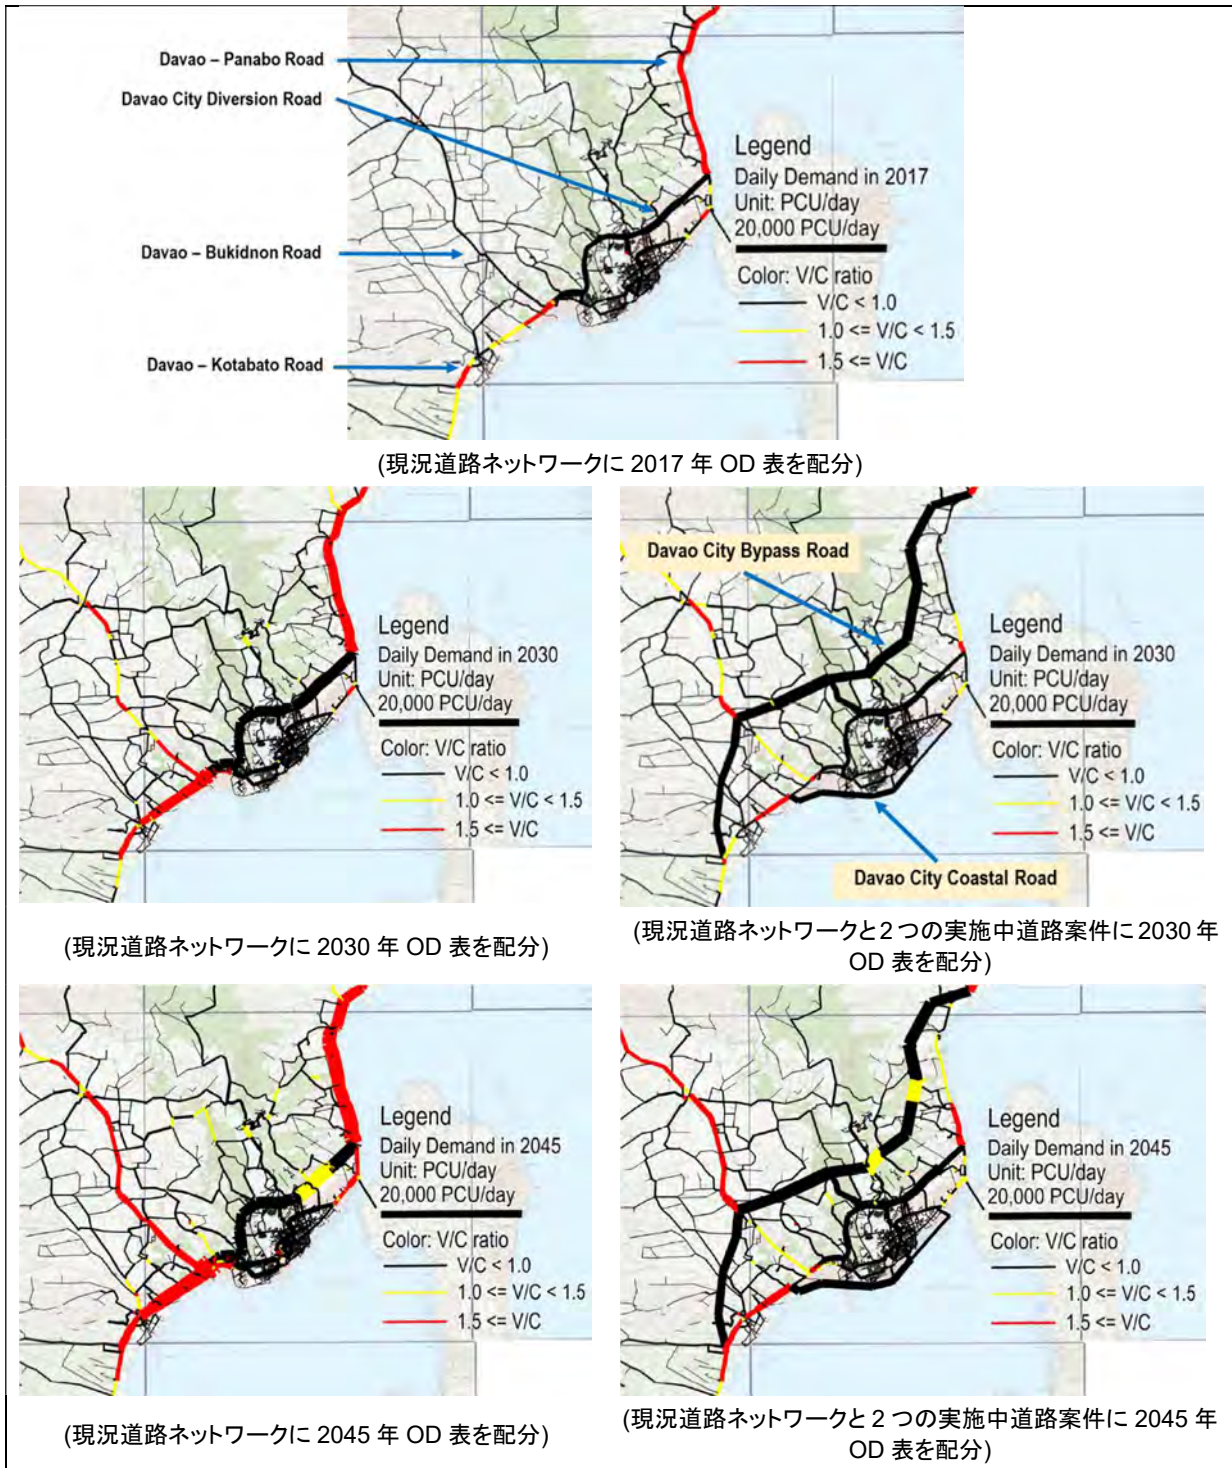 Davao – Panabo Road
Davao City Diversion Road
Davao – Bukidnon Road
Davao – Kotabato Road
Legend
Daily Demand in 2017
Unit: PCU/day
20,000 PCU/day
Color: V/C ratio
V/C < 1.0
1.0 <= V/C < 1.5
1.5 <= V/C
(現況道路ネットワークに 2017 年 OD 表を配分)
Legend
Daily Demand in 2030
Unit: PCU/day
20,000 PCU/day
Color: V/C ratio
V/C < 1.0
1.0 <= V/C < 1.5
1.5 <= V/C
(現況道路ネットワークに 2030 年 OD 表を配分)
Davao City Bypass Road
Legend
Daily Demand in 2030
Unit: PCU/day
20,000 PCU/day
Color: V/C ratio
V/C < 1.0
1.0 <= V/C < 1.5
1.5 <= V/C
Davao City Coastal Road
(現況道路ネットワークと2つの実施中道路案件に 2030 年
OD 表を配分)
Legend
Daily Demand in 2045
Unit: PCU/day
20,000 PCU/day
Color: V/C ratio
V/C < 1.0
1.0 <= V/C < 1.5
1.5 <= V/C
(現況道路ネットワークに 2045 年 OD 表を配分)
Legend
Daily Demand in 2045
Unit: PCU/day
20,000 PCU/day
Color: V/C ratio
V/C < 1.0
1.0 <= V/C < 1.5
1.5 <= V/C
(現況道路ネットワークと 2 つの実施中道路案件に 2045 年
OD 表を配分)